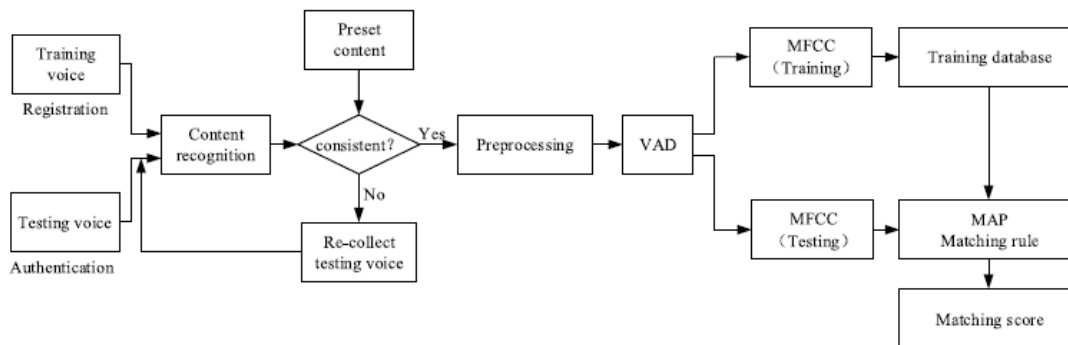 Training
voice
Registration
Testing voice
Authentication
Content
recognition
Preset
content
consistent？
Yes
No
Re-collect
testing voice
Preprocessing
VAD
MFCC
（Training）
Training database
MFCC
（Testing）
MAP
Matching rule
Matching score